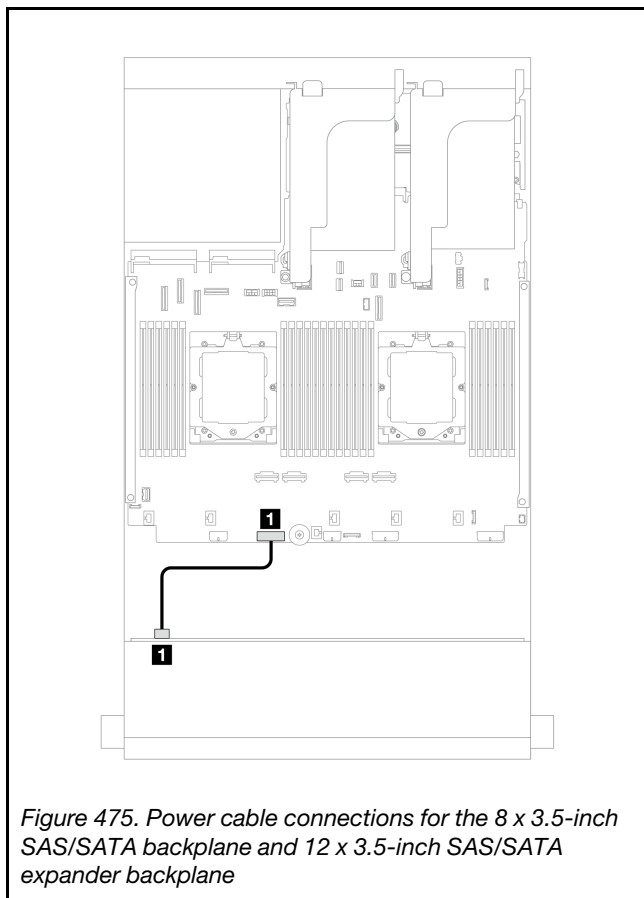 1
1
Figure 475. Power cable connections for the 8 x 3.5-inch
SAS/SATA backplane and 12 x 3.5-inch SAS/SATA
expander backplane